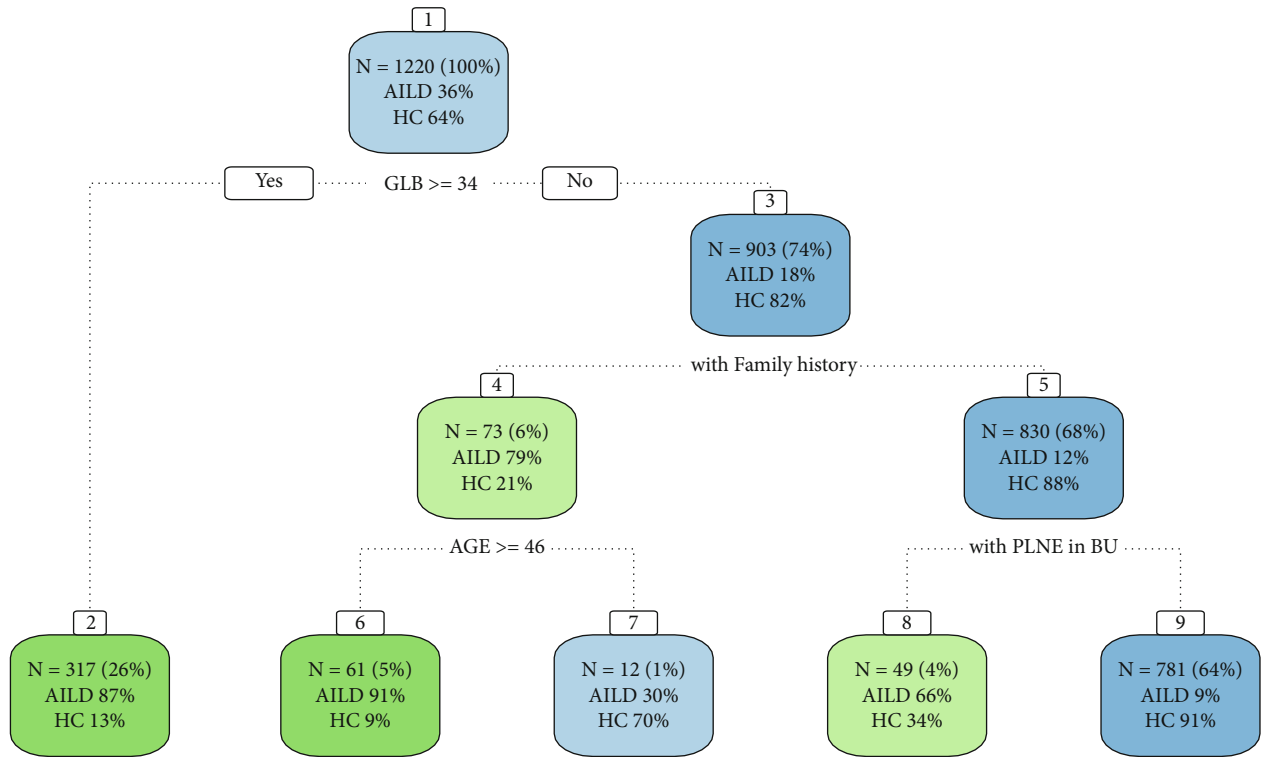 1
N = 1220 (100%)
AILD 36%
HC 64%
Yes GLB >= 34 No
3
N = 903 (74%)
AILD 18%
HC 82%
with Family history
4
N = 73 (6%)
AILD 79%
HC 21%
5
N = 830 (68%)
AILD 12%
HC 88%
AGE >= 46
with PLNE in BU
2
N = 317 (26%)
AILD 87%
HC 13%
6
N = 61 (5%)
AILD 91%
HC 9%
7
N = 12 (1%)
AILD 30%
HC 70%
8
N = 49 (4%)
AILD 66%
HC 34%
9
N = 781 (64%)
AILD 9%
HC 91%